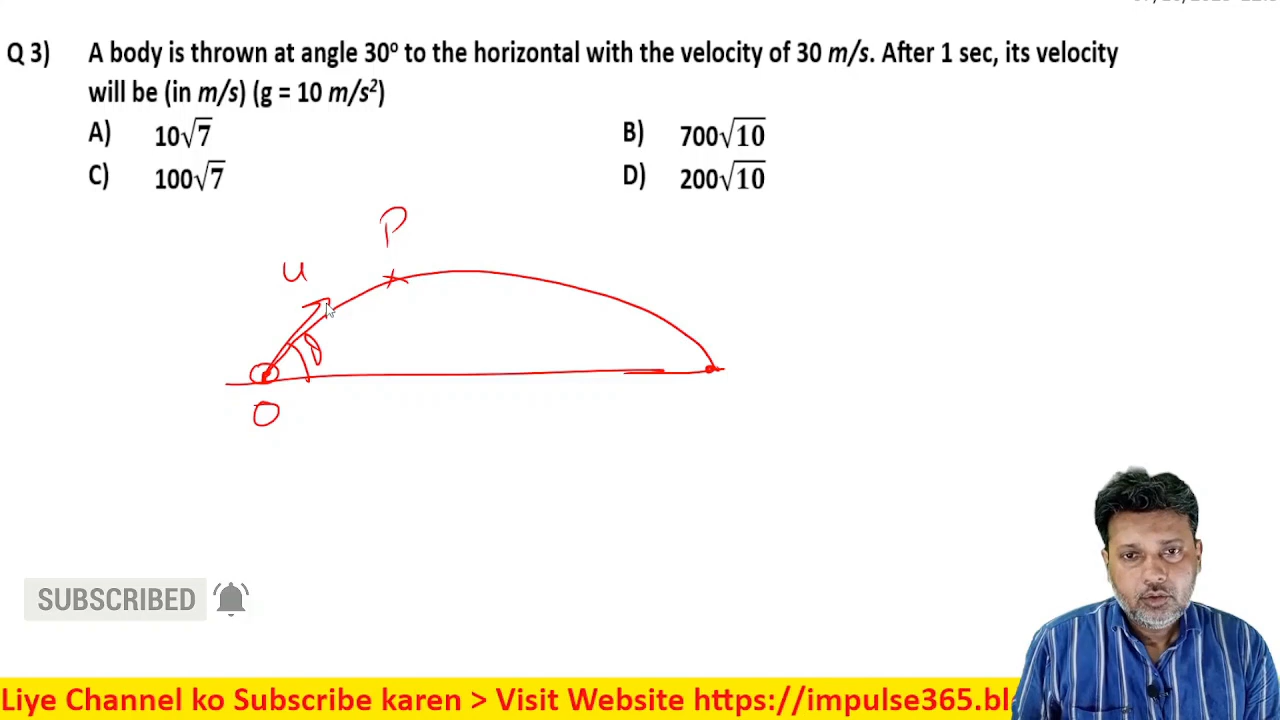 Q 3) A body is thrown at angle 30º to the horizontal with the velocity of 30 m/s. After 1 sec, its velocity
will be (in m/s) (g = 10 m/s²)
A) 10√7 B) 700√10
C) 100√7 D) 200√10
P
u
θ
O
SUBSCRIBED
Liye Channel ko Subscribe karen > Visit Website https://impulse365.bl